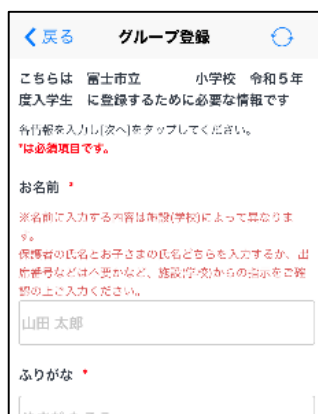 戻る グループ登録
こちらは 富士市立 小学校 令和5年
度入学生 に登録するために必要な情報です
各情報を入力し[次へ]をタップしてください。
*は必須項目です。
お名前 *
※名前に入力する内容は施設(学校)によって異なりま
す。
保護者の氏名とお子さまの氏名どちらを入力するか、出
席番号などは不要かなど、施設(学校)からの指示をご確
認の上ご入力ください。
山田 太郎
ふりがな *